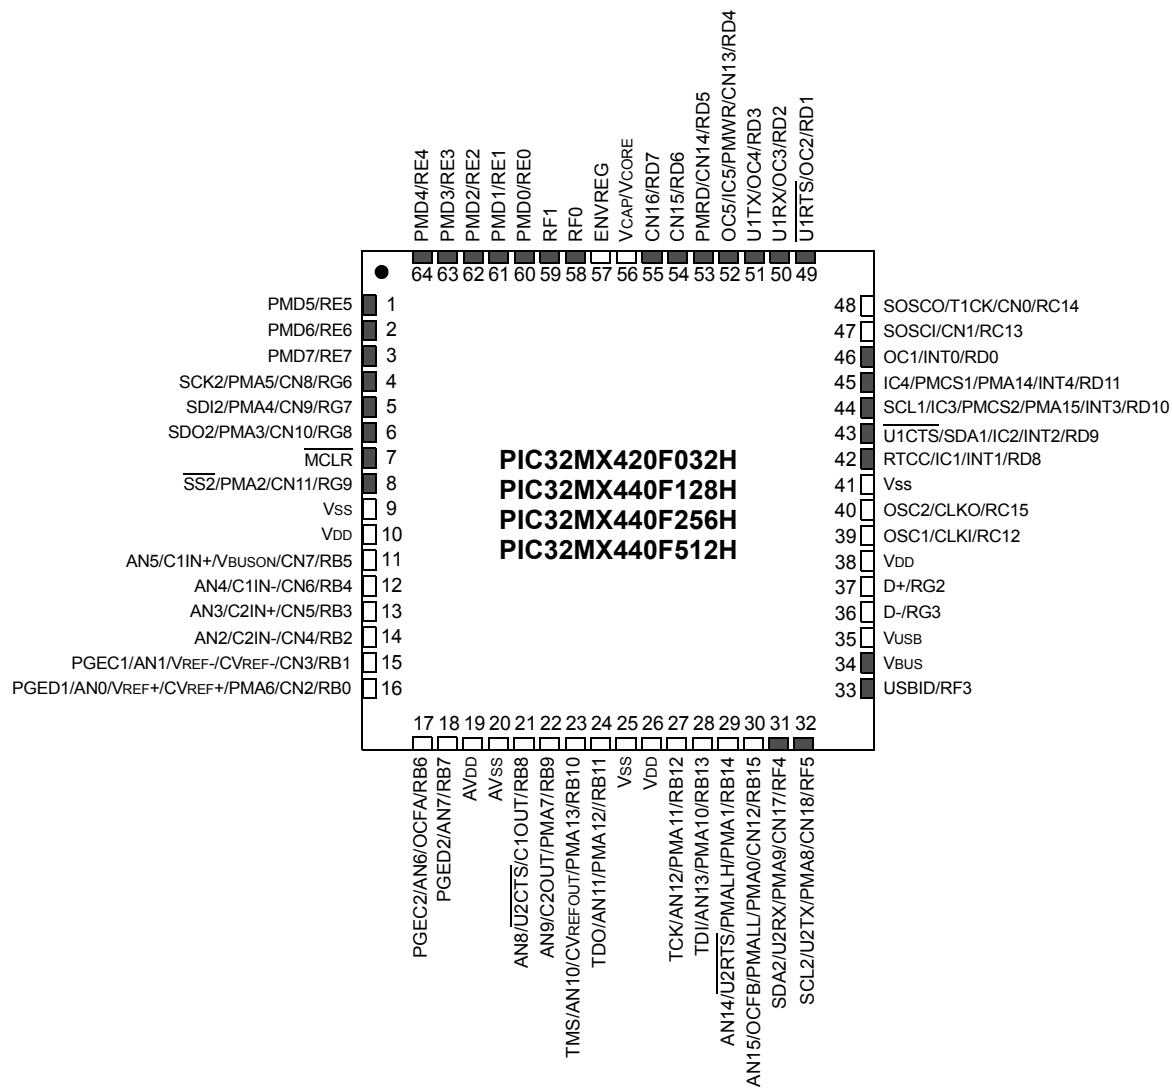 PMD4/RE4
PMD3/RE3
PMD2/RE2
PMD1/RE1
PMD0/RE0
RF1
RF0
ENVREG
VCAP/VCORE
CN16/RD7
CN15/RD6
PMRD/CN14/RD5
OC5/IC5/PMWR/CN13/RD4
U1TX/OC4/RD3
U1RX/OC3/RD2
U1RTS/OC2/RD1
64 63 62 61 60 59 58 57 56 55 54 53 52 51 50 49
PMD5/RE5 1
PMD6/RE6 2
PMD7/RE7 3
SCK2/PMA5/CN8/RG6 4
SDI2/PMA4/CN9/RG7 5
SDO2/PMA3/CN10/RG8 6
MCLR 7
SS2/PMA2/CN11/RG9 8
VSS 9
VDD 10
AN5/C1IN+/VBUSON/CN7/RB5 11
AN4/C1IN-/CN6/RB4 12
AN3/C2IN+/CN5/RB3 13
AN2/C2IN-/CN4/RB2 14
PGEC1/AN1/VREF-/CVREF-/CN3/RB1 15
PGED1/AN0/VREF+/CVREF+/PMA6/CN2/RB0 16
PIC32MX420F032H
PIC32MX440F128H
PIC32MX440F256H
PIC32MX440F512H
48 SOSCO/T1CK/CN0/RC14
47 SOSCI/CN1/RC13
46 OC1/INT0/RD0
45 IC4/PMCS1/PMA14/INT4/RD11
44 SCL1/IC3/PMCS2/PMA15/INT3/RD10
43 U1CTS/SDA1/IC2/INT2/RD9
42 RTCC/IC1/INT1/RD8
41 Vss
40 OSC2/CLKO/RC15
39 OSC1/CLKI/RC12
38 VDD
37 D+/RG2
36 D-/RG3
35 VUSB
34 VBUS
33 USBID/RF3
17 18 19 20 21 22 23 24 25 26 27 28 29 30 31 32
PGEC2/AN6/OCFA/RB6
PGED2/AN7/RB7
AVDD
AVss
AN8/U2CTS/C1OUT/RB8
AN9/C2OUT/PMA7/RB9
TMS/AN10/CVREFOUT/PMA13/RB10
TDO/AN11/PMA12//RB11
Vss
VDD
TCK/AN12/PMA11/RB12
TDI/AN13/PMA10/RB13
AN14/U2RTS/PMALH/PMA1/RB14
AN15/OCFB/PMALL/PMA0/CN12/RB15
SDA2/U2RX/PMA9/CN17/RF4
SCL2/U2TX/PMA8/CN18/RF5